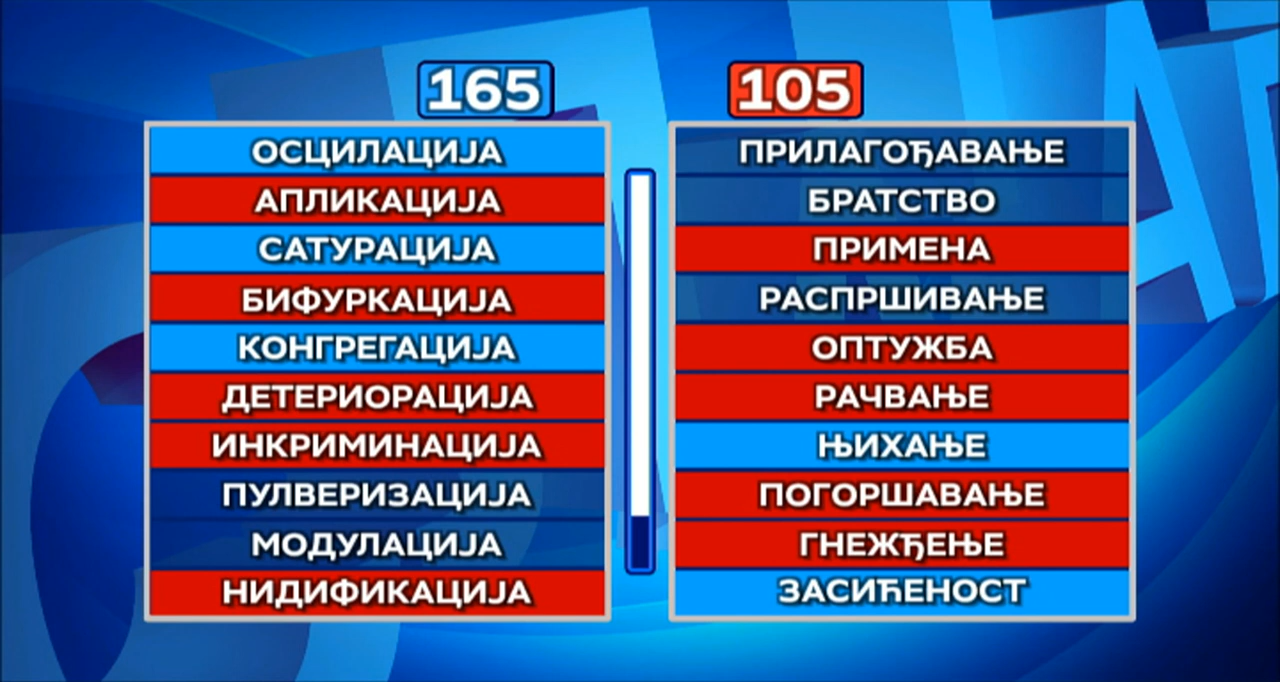 165
105
ОСЦИЛАЦИЈА
АПЛИКАЦИЈА
САТУРАЦИЈА
БИФУРКАЦИЈА
КОНГРЕГАЦИЈА
ДЕТЕРИОРАЦИЈА
ИНКРИМИНАЦИЈА
ПУЛВЕРИЗАЦИЈА
МОДУЛАЦИЈА
НИДИФИКАЦИЈА
ПРИЛАГОЂАВАЊЕ
БРАТСТВО
ПРИМЕНА
РАСПРШИВАЊЕ
ОПТУЖБА
РАЧВАЊЕ
ЊИХАЊЕ
ПОГОРШАВАЊЕ
ГНЕЖЂЕЊЕ
ЗАСИЋЕНОСТ